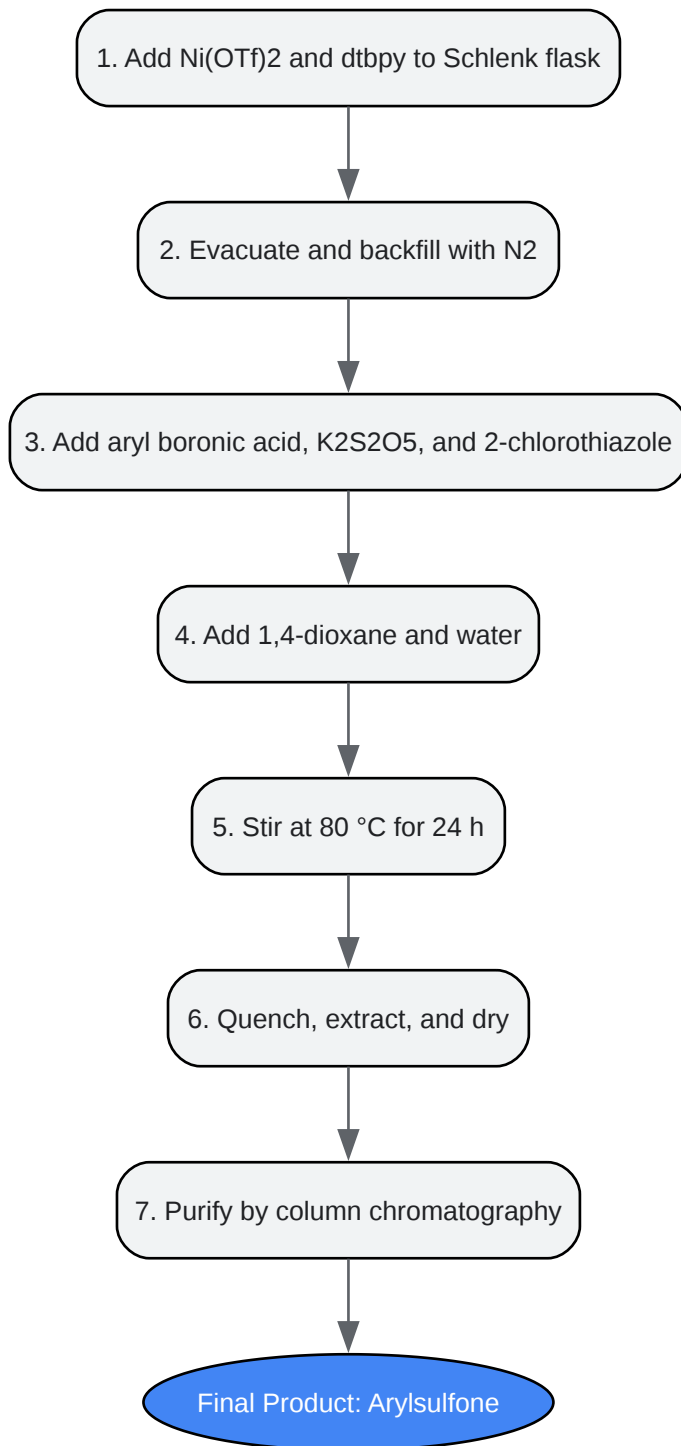 1. Add Ni(OTf)2 and dtbpy to Schlenk flask
2. Evacuate and backfill with N2
3. Add aryl boronic acid, K2S2O5, and 2-chlorothiazole
4. Add 1,4-dioxane and water
5. Stir at 80 °C for 24 h
6. Quench, extract, and dry
7. Purify by column chromatography
Final Product: Arylsulfone